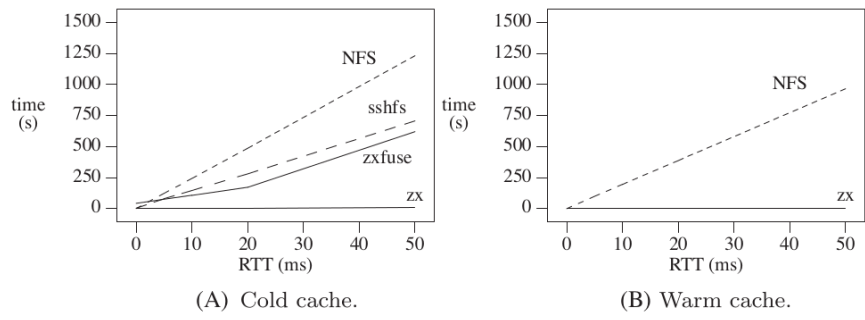 1500
1250
1000
750
500
250
0
time
(s)
NFS
sshfs
zxfuse
zx
0 10 20 30 40 50
RTT (ms)
(A) Cold cache.
1500
1250
1000
750
500
250
0
time
(s)
NFS
zx
0 10 20 30 40 50
RTT (ms)
(B) Warm cache.